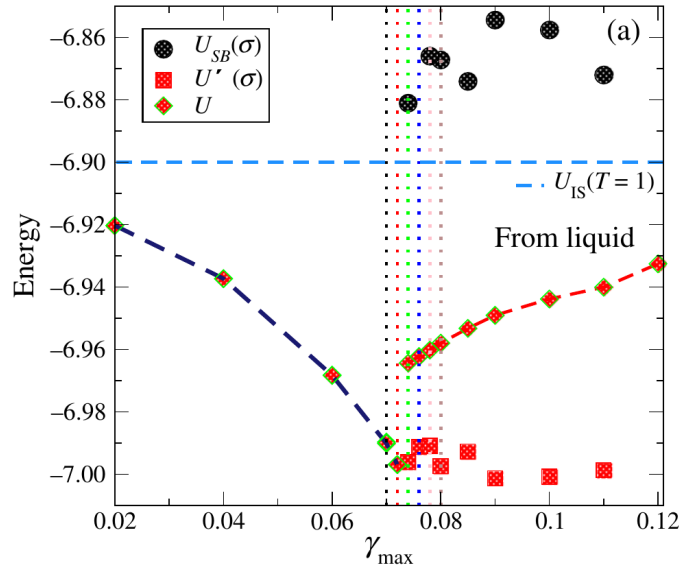 (a)
U_SB(σ)
U′ (σ)
U
U_IS(T = 1)
From liquid
Energy
−6.86
−6.88
−6.90
−6.92
−6.94
−6.96
−6.98
−7.00
0.02
0.04
0.06
0.08
0.1
0.12
γ_max